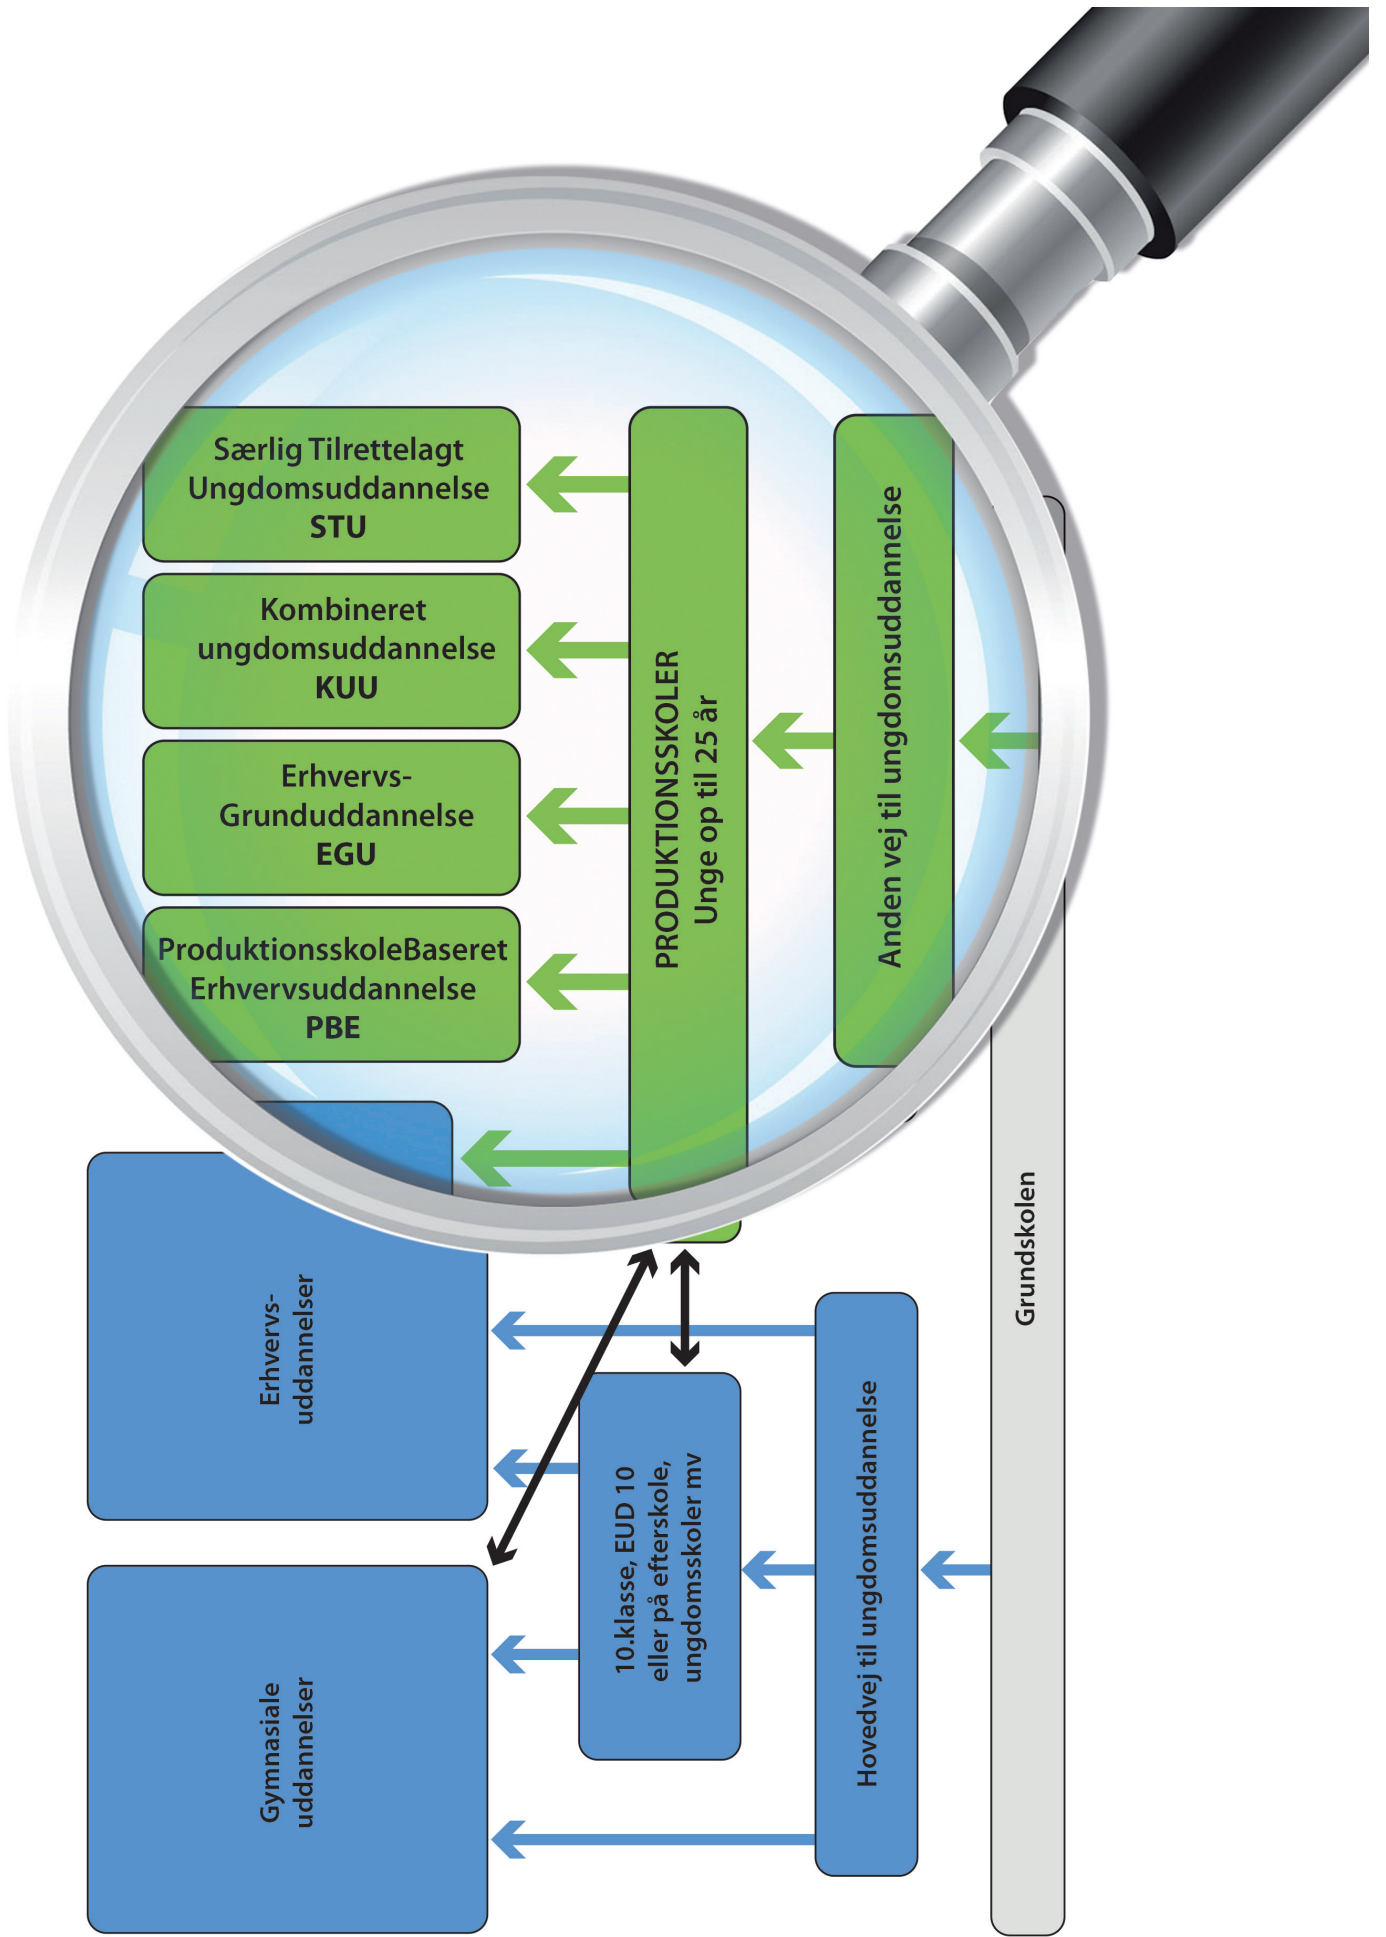 Særlig Tilrettelagt
Ungdomsuddannelse
STU
Kombineret
ungdomsuddannelse
KUU
Erhvervs-
Grunduddannelse
EGU
ProduktionsskoleBaseret
Erhvervsuddannelse
PBE
PRODUKTIONSSKOLER
Unge op til 25 år
Anden vej til ungdomsuddannelse
Erhvervs-
uddannelser
Gymnasiale
uddannelser
10.klasse, EUD 10
eller på efterskole,
ungdomsskoler mv
Hovedvej til ungdomsuddannelse
Grundskolen